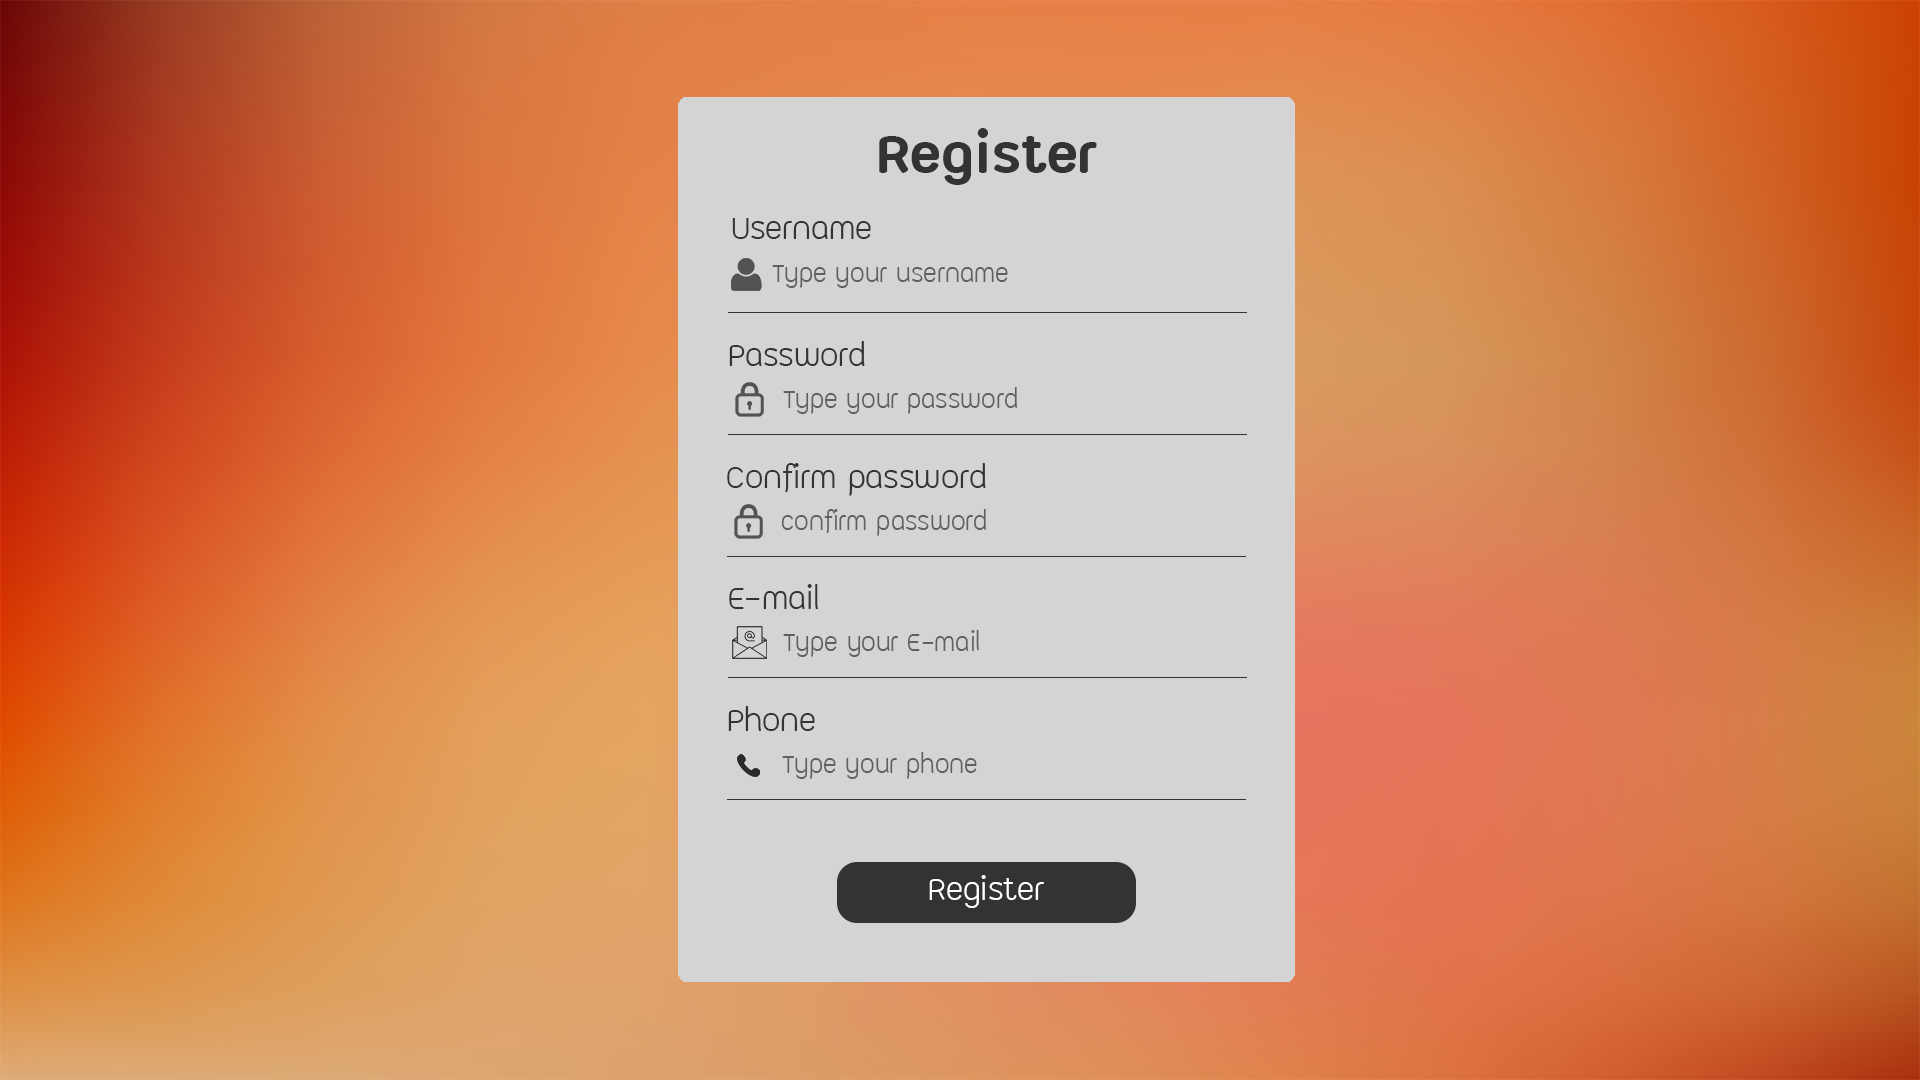 Register
Username
Type your username
Password
Type your password
Confirm password
confirm password
E-mail
@
Type your E-mail
Phone
Type your phone
Register